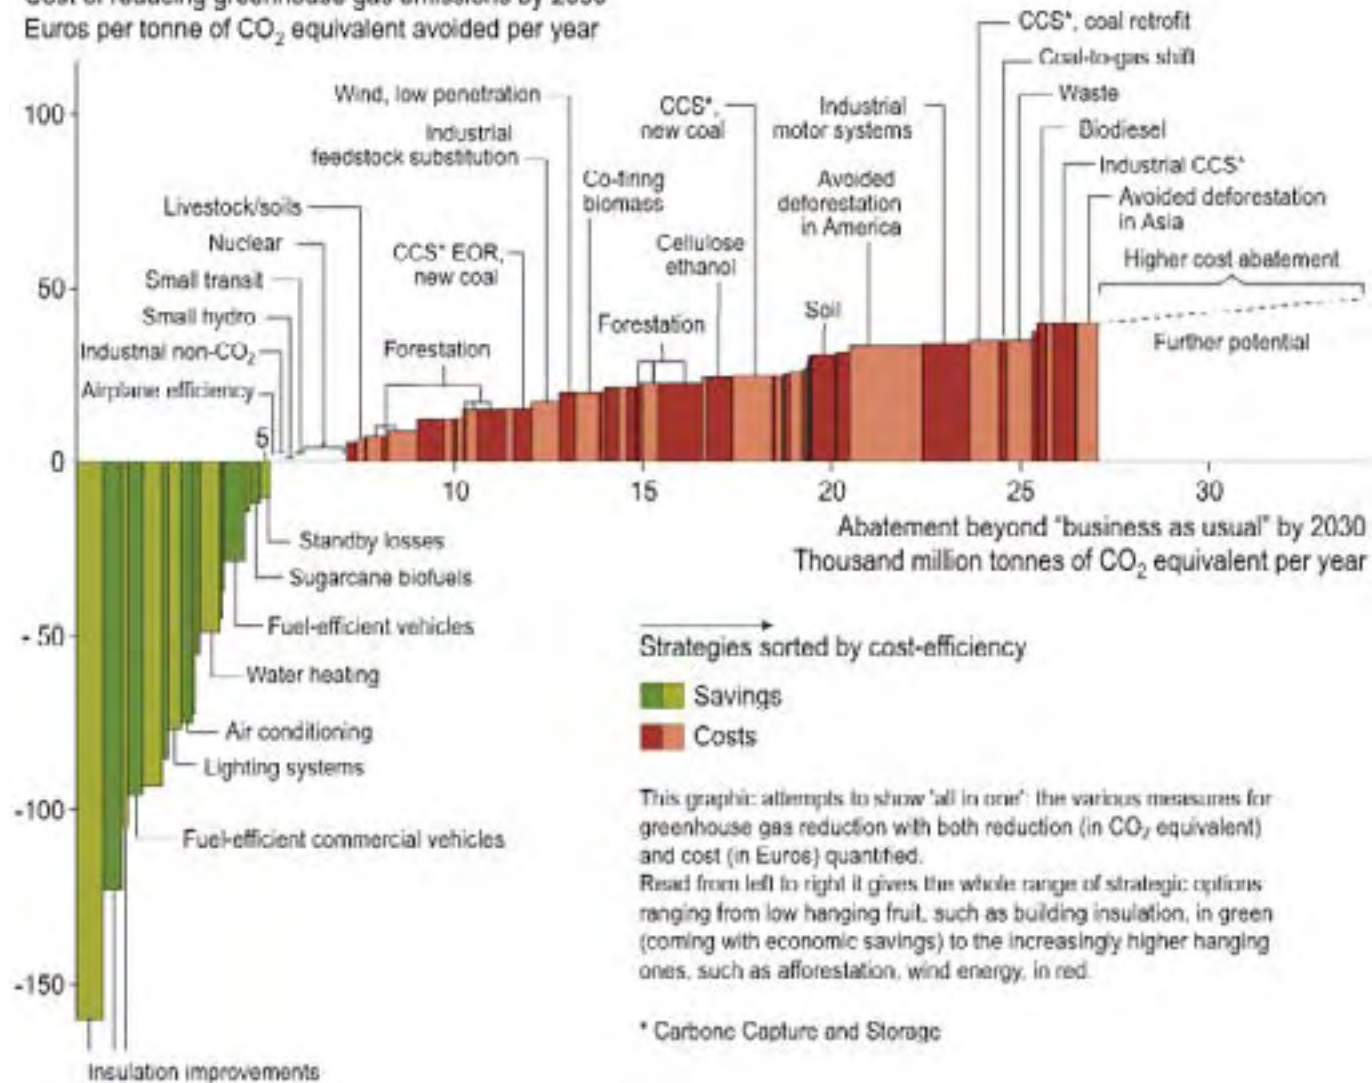 Cost of reducing greenhouse gas emissions by 2030
Euros per tonne of CO₂ equivalent avoided per year
CCS*, coal retrofit
Coal-to-gas shift
Waste
Biodiesel
Industrial CCS*
Avoided deforestation
in Asia
Higher cost abatement
Further potential
100
50
0
- 50
-100
-150
Wind, low penetration
Industrial
feedstock substitution
Livestock/soils
Nuclear
Small transit
Small hydro
Industrial non-CO₂
Airplane efficiency
5
CCS* EOR,
new coal
Forestation
Co-firing
biomass
CCS*,
new coal
Cellulose
ethanol
Forestation
Industrial
motor systems
Avoided
deforestation
in America
Soil
10
15
20
25
30
Abatement beyond "business as usual" by 2030
Thousand million tonnes of CO₂ equivalent per year
Standby losses
Sugarcane biofuels
Fuel-efficient vehicles
Water heating
Air conditioning
Lighting systems
Fuel-efficient commercial vehicles
Insulation improvements
Strategies sorted by cost-efficiency
Savings
Costs
This graphic attempts to show 'all in one': the various measures for
greenhouse gas reduction with both reduction (in CO₂ equivalent)
and cost (in Euros) quantified.
Read from left to right it gives the whole range of strategic options
ranging from low hanging fruit, such as building insulation, in green
(coming with economic savings) to the increasingly higher hanging
ones, such as afforestation, wind energy, in red.
* Carbone Capture and Storage